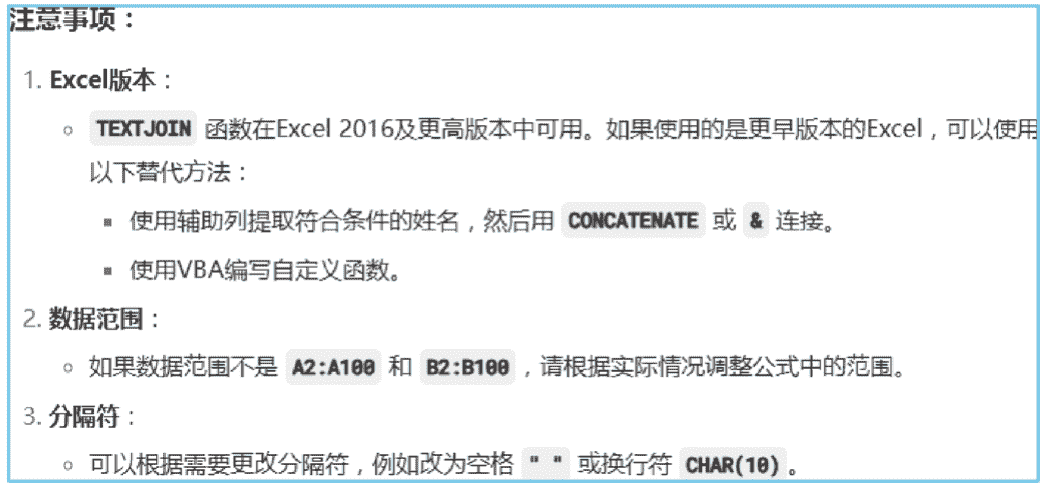 注意事项：
1. Excel版本：
TEXTJOIN 函数在Excel 2016及更高版本中可用。如果使用的是更早版本的Excel，可以使用
以下替代方法：
使用辅助列提取符合条件的姓名，然后用 CONCATENATE 或 & 连接。
使用VBA编写自定义函数。
2. 数据范围：
如果数据范围不是 A2:A100 和 B2:B100 ，请根据实际情况调整公式中的范围。
3. 分隔符：
可以根据需要更改分隔符，例如改为空格 " " 或换行符 CHAR(10) 。